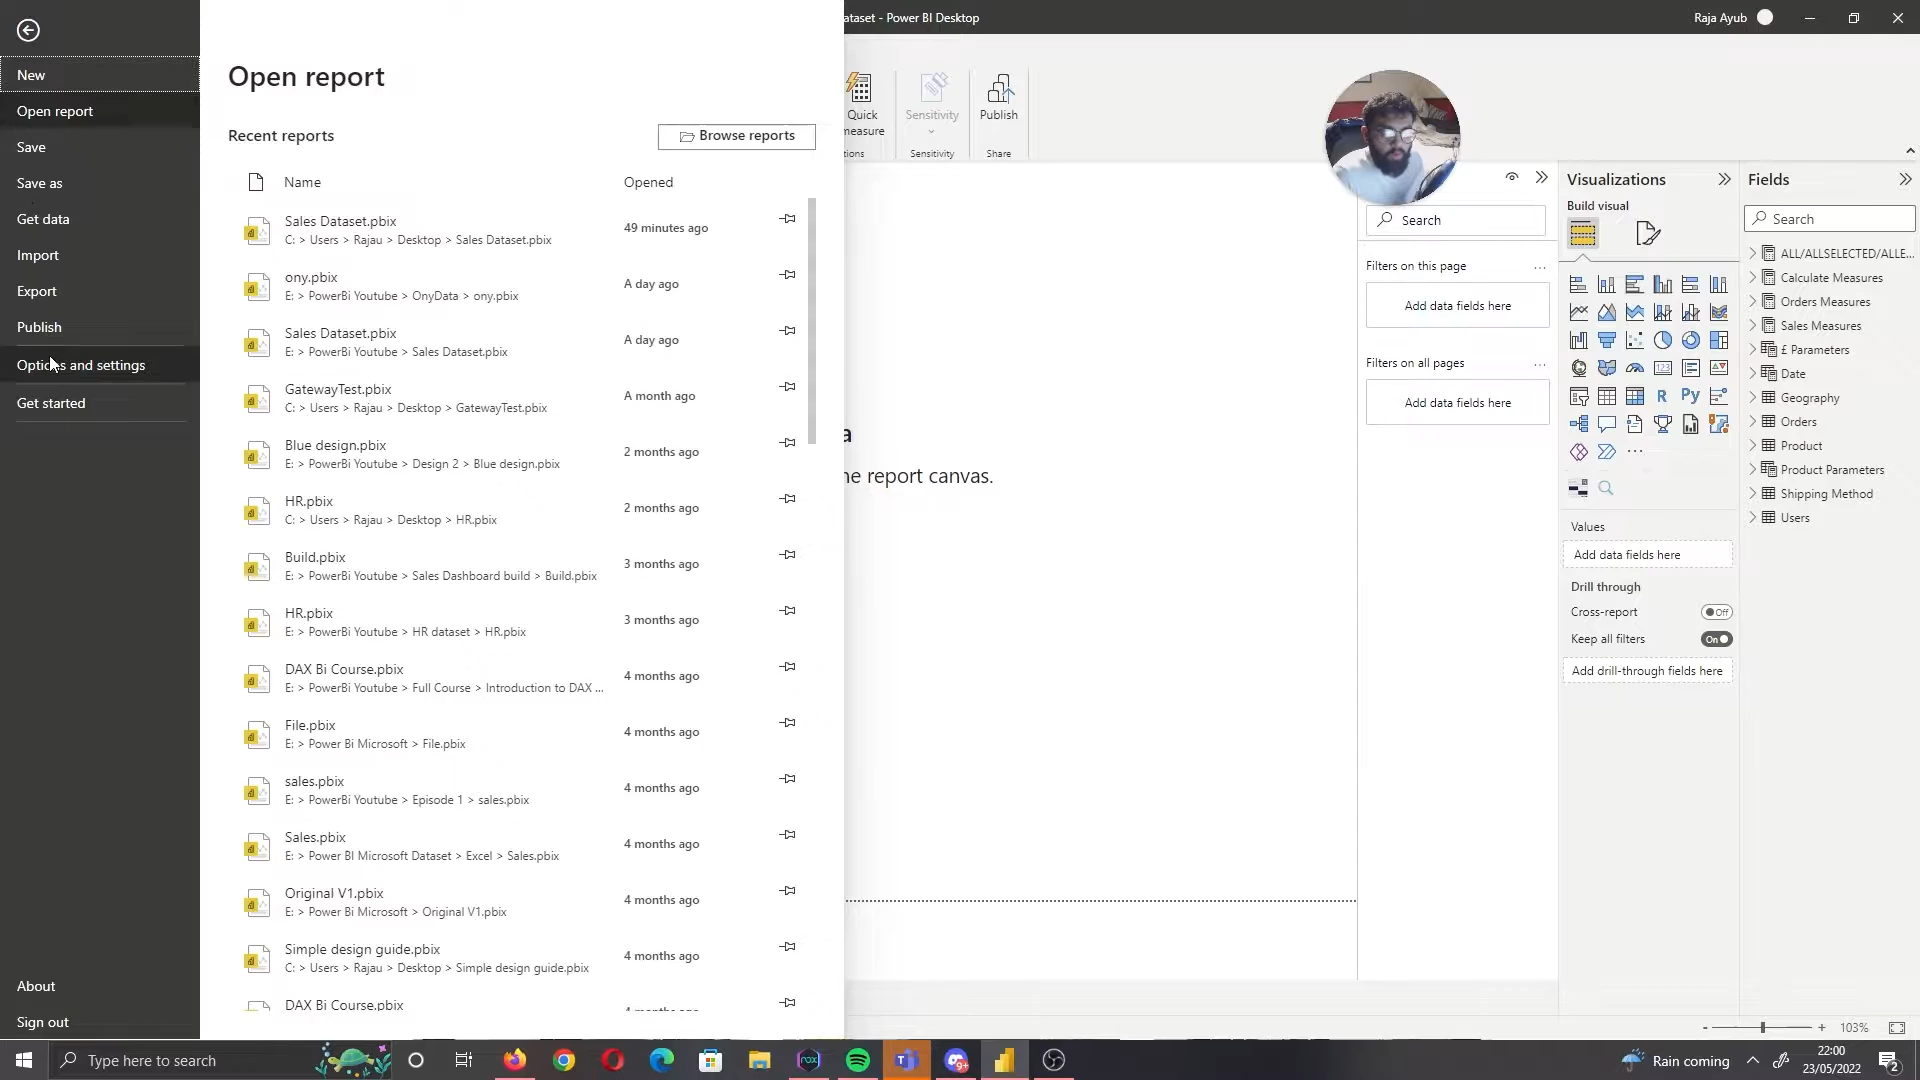 ataset - Power BI Desktop
Raja Ayub
New
Open report
Save
Save as
Get data
Import
Export
Publish
Options and settings
Get started
About
Sign out
Open report
Recent reports
Browse reports
Name
Opened
Sales Dataset.pbix
C: > Users > Rajau > Desktop > Sales Dataset.pbix
49 minutes ago
ony.pbix
E: > PowerBi Youtube > OnyData > ony.pbix
A day ago
Sales Dataset.pbix
E: > PowerBi Youtube > Sales Dataset.pbix
A day ago
GatewayTest.pbix
C: > Users > Rajau > Desktop > GatewayTest.pbix
A month ago
Blue design.pbix
E: > PowerBi Youtube > Design 2 > Blue design.pbix
2 months ago
HR.pbix
C: > Users > Rajau > Desktop > HR.pbix
2 months ago
Build.pbix
E: > PowerBi Youtube > Sales Dashboard build > Build.pbix
3 months ago
HR.pbix
E: > PowerBi Youtube > HR dataset > HR.pbix
3 months ago
DAX Bi Course.pbix
E: > PowerBi Youtube > Full Course > Introduction to DAX ...
4 months ago
File.pbix
E: > Power Bi Microsoft > File.pbix
4 months ago
sales.pbix
E: > PowerBi Youtube > Episode 1 > sales.pbix
4 months ago
Sales.pbix
E: > Power BI Microsoft Dataset > Excel > Sales.pbix
4 months ago
Original V1.pbix
E: > Power Bi Microsoft > Original V1.pbix
4 months ago
Simple design guide.pbix
C: > Users > Rajau > Desktop > Simple design guide.pbix
4 months ago
DAX Bi Course.pbix
Quick
measure
tions
Sensitivity
Sensitivity
Publish
Share
a
he report canvas.
Search
Filters on this page
...
Add data fields here
Filters on all pages
...
Add data fields here
Visualizations
Build visual
123
R
Py
...
Values
Add data fields here
Drill through
Cross-report
Off
Keep all filters
On
Add drill-through fields here
Fields
Search
ALL/ALLSELECTED/ALLE...
Calculate Measures
Orders Measures
Sales Measures
£ Parameters
Date
Geography
Orders
Product
Product Parameters
Shipping Method
Users
- + 103%
Type here to search
nox
T
9+
Rain coming
22:00
23/05/2022
2